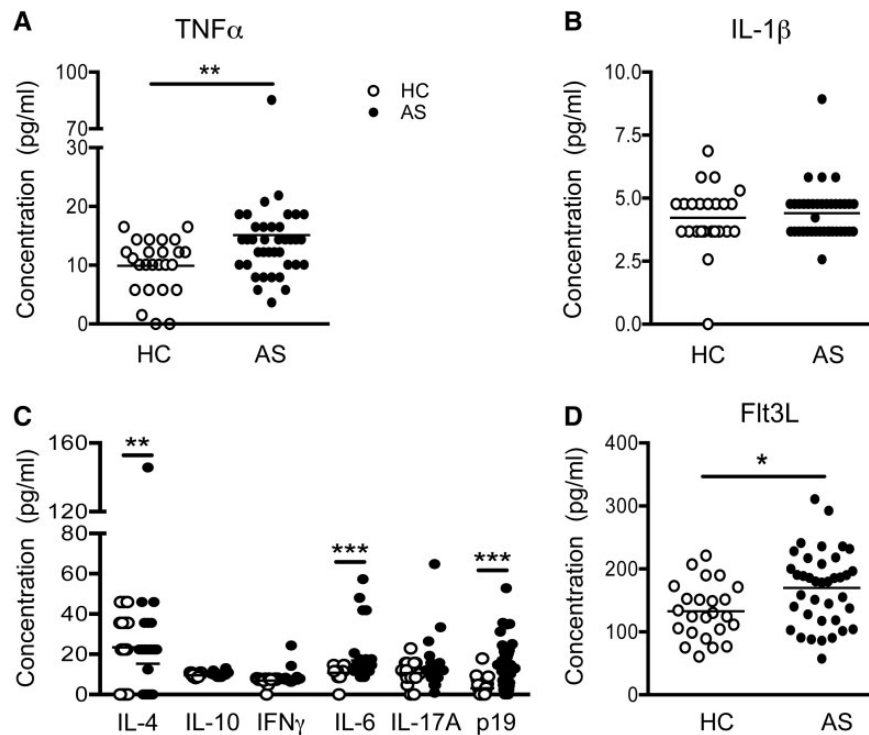 A
TNFα
Concentration (pg/ml)
100
70
30
20
10
0
**
HC
AS
HC
AS
B
IL-1β
Concentration (pg/ml)
10.0
7.5
5.0
2.5
0.0
HC
AS
C
Concentration (pg/ml)
160
120
80
60
40
20
0
**
***
***
IL-4
IL-10
IFNγ
IL-6
IL-17A
p19
D
Flt3L
Concentration (pg/ml)
400
300
200
100
0
*
HC
AS